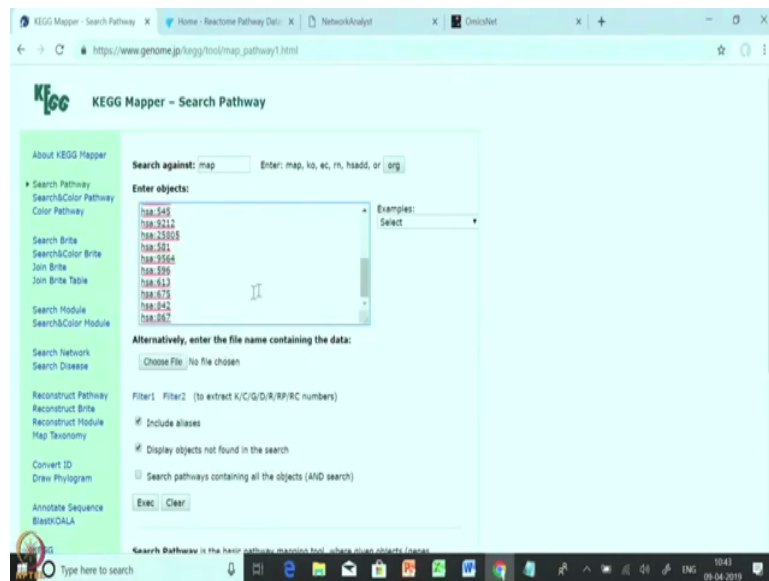 KEGG Mapper - Search Pathway
Home - Reactome Pathway Data
NetworkAnalyst
OmicsNet
https://www.genome.jp/kegg/tool/map_pathway1.html
KEGG
KEGG Mapper – Search Pathway
About KEGG Mapper
Search Pathway
Search&Color Pathway
Color Pathway
Search Brite
Search&Color Brite
Join Brite
Join Brite Table
Search Module
Search&Color Module
Search Network
Search Disease
Reconstruct Pathway
Reconstruct Brite
Reconstruct Module
Map Taxonomy
Convert ID
Draw Phylogram
Annotate Sequence
BlastKOALA
Search against: map Enter: map, ko, ec, rn, hsadd, or org
Enter objects:
hsa:545
hsa:9212
hsa:25805
hsa:581
hsa:9564
hsa:596
hsa:613
hsa:675
hsa:842
hsa:867
Examples:
Select
Alternatively, enter the file name containing the data:
Choose File No file chosen
Filter1 Filter2 (to extract K/C/G/D/R/RP/RC numbers)
Include aliases
Display objects not found in the search
Search pathways containing all the objects (AND search)
Exec Clear
Search Pathway is the basic pathway mapping tool, where given objects (genes,
NPTEL
Type here to search
ENG
10:43
09-04-2019